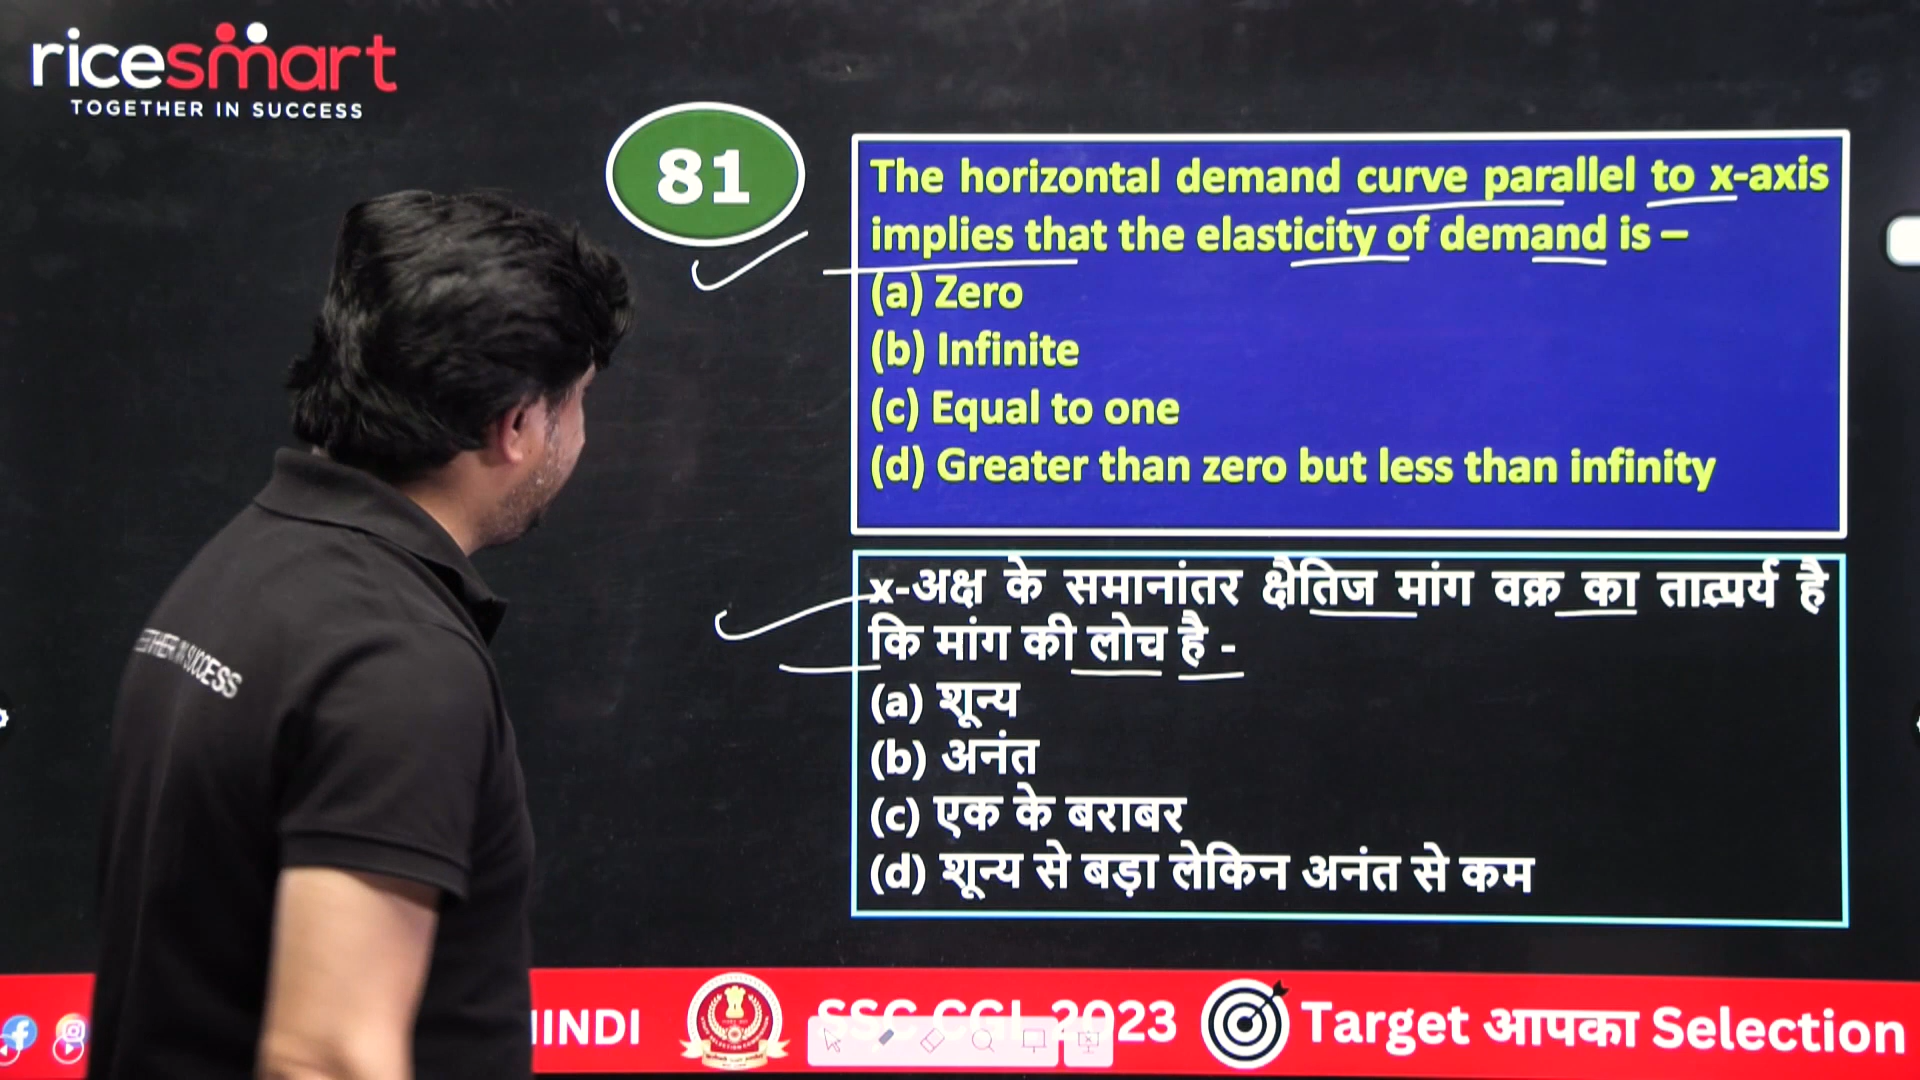 ricesmart
TOGETHER IN SUCCESS
81
The horizontal demand curve parallel to x-axis
implies that the elasticity of demand is –
(a) Zero
(b) Infinite
(c) Equal to one
(d) Greater than zero but less than infinity
x-अक्ष के समानांतर क्षैतिज मांग वक्र का तात्पर्य है
कि मांग की लोच है -
(a) शून्य
(b) अनंत
(c) एक के बराबर
(d) शून्य से बड़ा लेकिन अनंत से कम
SUCCESS
HINDI
SSC CGL 2023
Target आपका Selection